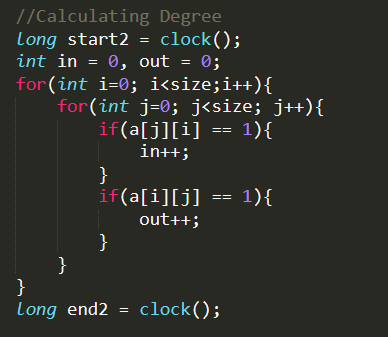 //Calculating Degree
long start2 = clock();
int in = 0, out = 0;
for(int i=0; i<size;i++){
    for(int j=0; j<size; j++){
        if(a[j][i] == 1){
            in++;
        }
        if(a[i][j] == 1){
            out++;
        }
    }
}
long end2 = clock();